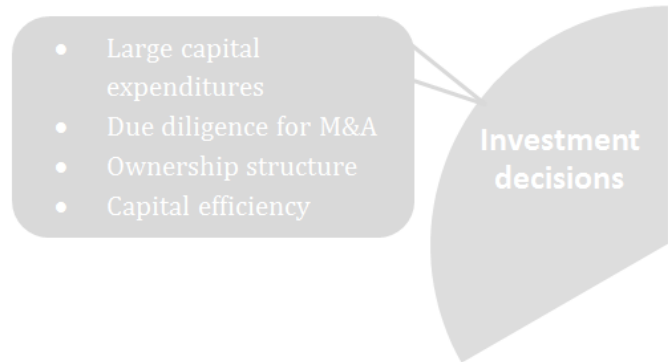 • Large capital
expenditures
• Due diligence for M&A
• Ownership structure
• Capital efficiency
Investment
decisions